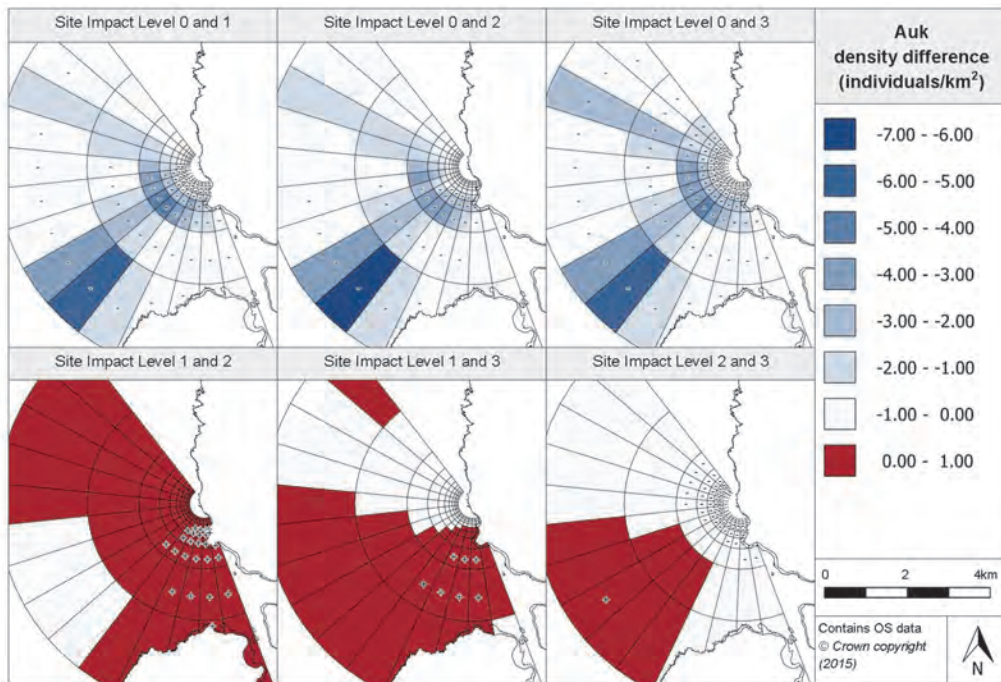 Site Impact Level 0 and 1
Site Impact Level 0 and 2
Site Impact Level 0 and 3
Site Impact Level 1 and 2
Site Impact Level 1 and 3
Site Impact Level 2 and 3
Auk
density difference
(individuals/km²)
-7.00 - -6.00
-6.00 - -5.00
-5.00 - -4.00
-4.00 - -3.00
-3.00 - -2.00
-2.00 - -1.00
-1.00 - 0.00
0.00 - 1.00
0 2 4km
Contains OS data
© Crown copyright
(2015)
N